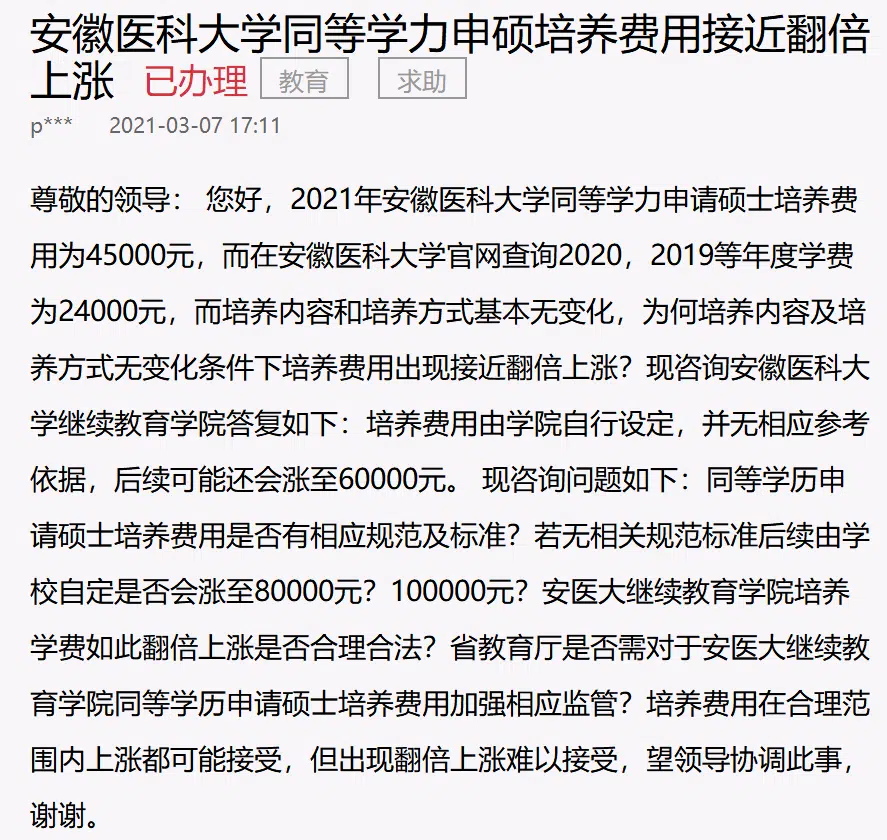 安徽医科大学同等学力申硕培养费用接近翻倍
上涨 已办理 教育 求助
p*** 2021-03-07 17:11
尊敬的领导： 您好，2021年安徽医科大学同等学力申请硕士培养费
用为45000元，而在安徽医科大学官网查询2020，2019等年度学费
为24000元，而培养内容和培养方式基本无变化，为何培养内容及培
养方式无变化条件下培养费用出现接近翻倍上涨？现咨询安徽医科大
学继续教育学院答复如下：培养费用由学院自行设定，并无相应参考
依据，后续可能还会涨至60000元。 现咨询问题如下：同等学历申
请硕士培养费用是否有相应规范及标准？若无相关规范标准后续由学
校自定是否会涨至80000元？100000元？安医大继续教育学院培养
学费如此翻倍上涨是否合理合法？省教育厅是否需对于安医大继续教
育学院同等学历申请硕士培养费用加强相应监管？培养费用在合理范
围内上涨都可能接受，但出现翻倍上涨难以接受，望领导协调此事，
谢谢。